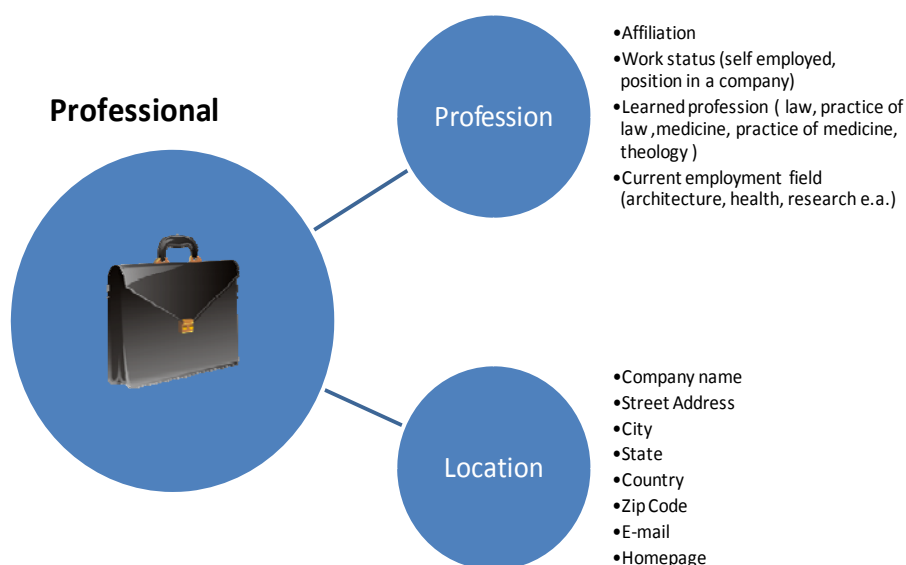 Professional
Profession
•Affiliation
•Work status (self employed,
position in a company)
•Learned profession ( law, practice of
law ,medicine, practice of medicine,
theology )
•Current employment field
(architecture, health, research e.a.)
Location
•Company name
•Street Address
•City
•State
•Country
•Zip Code
•E-mail
•Homepage